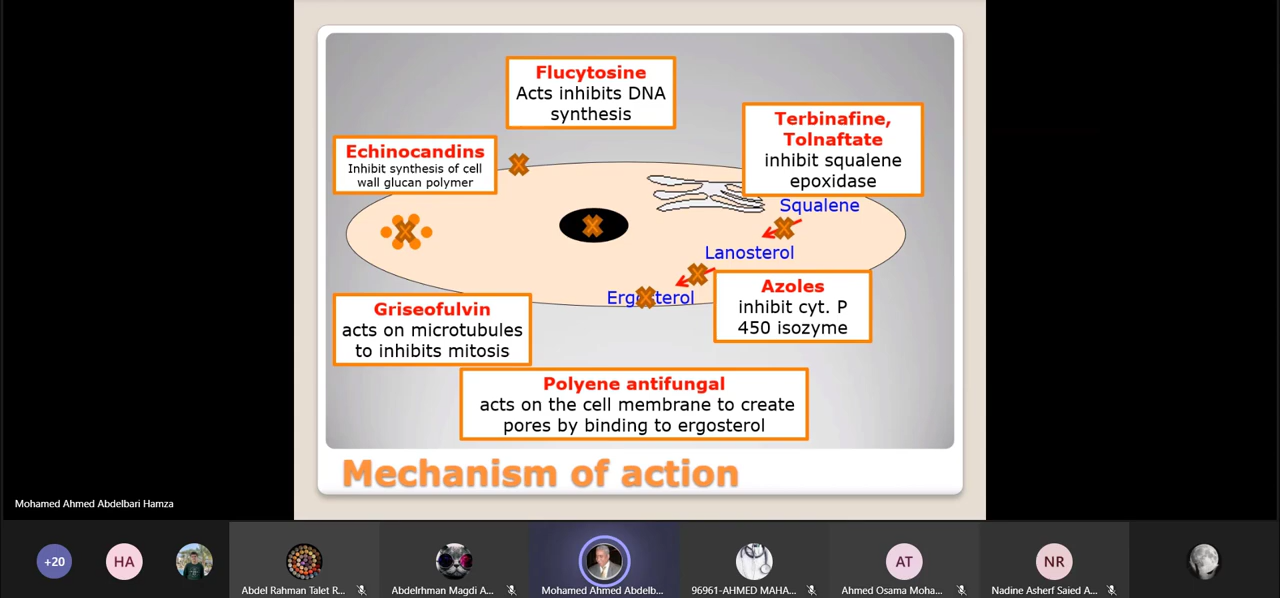 Flucytosine
Acts inhibits DNA
synthesis
Terbinafine,
Tolnaftate
inhibit squalene
epoxidase
Echinocandins
Inhibit synthesis of cell
wall glucan polymer
Squalene
Lanosterol
Ergosterol
Azoles
inhibit cyt. P
450 isozyme
Griseofulvin
acts on microtubules
to inhibits mitosis
Polyene antifungal
acts on the cell membrane to create
pores by binding to ergosterol
Mechanism of action
Mohamed Ahmed Abdelbari Hamza
+20
HA
Abdel Rahman Talet R...
Abdelrhman Magdi A...
Mohamed Ahmed Abdelb...
96961-AHMED MAHA...
AT
Ahmed Osama Moha...
NR
Nadine Asherf Saied A...